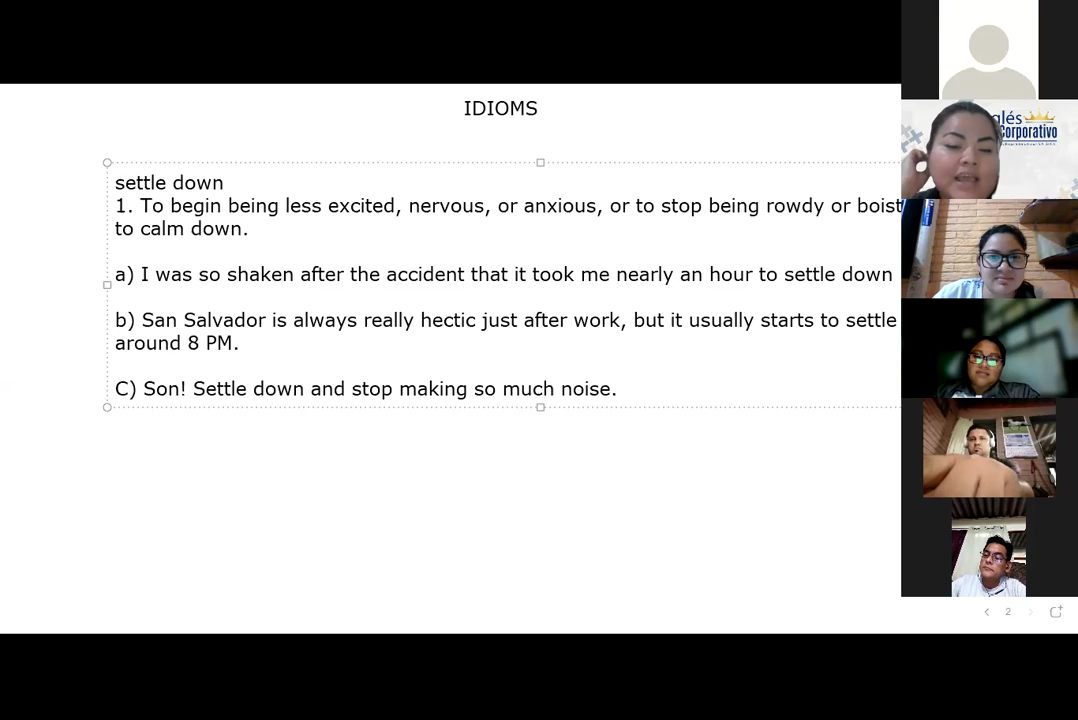 IDIOMS
settle down
1. To begin being less excited, nervous, or anxious, or to stop being rowdy or boist
to calm down.
a) I was so shaken after the accident that it took me nearly an hour to settle down
b) San Salvador is always really hectic just after work, but it usually starts to settle
around 8 PM.
C) Son! Settle down and stop making so much noise.
glés
Corporativo
2